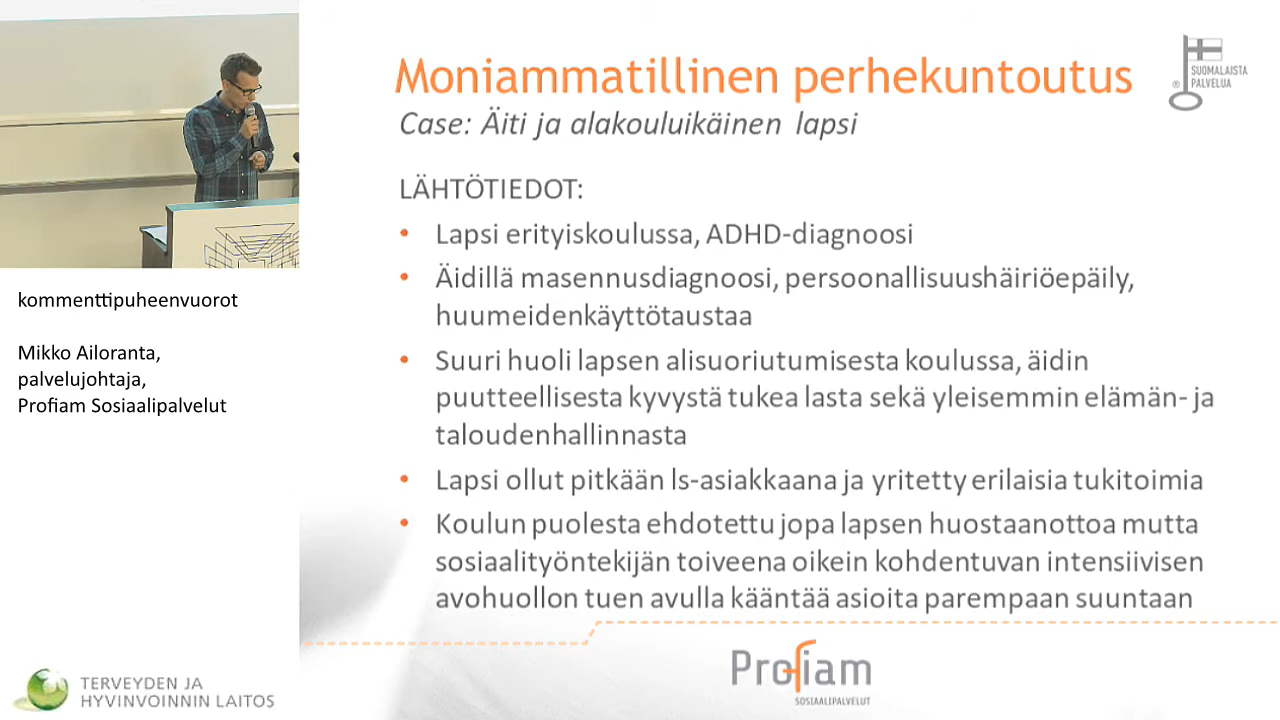 Moniammatillinen perhekuntoutus
Case: Äiti ja alakouluikäinen lapsi
SUOMALAISTA
PALVELUA
®
LÄHTÖTIEDOT:
• Lapsi erityiskoulussa, ADHD-diagnoosi
• Äidillä masennusdiagnoosi, persoonallisuushäiriöepäily,
huumeidenkäyttötaustaa
• Suuri huoli lapsen alisuoriutumisesta koulussa, äidin
puutteellisesta kyvystä tukea lasta sekä yleisemmin elämän- ja
taloudenhallinnasta
• Lapsi ollut pitkään ls-asiakkaana ja yritetty erilaisia tukitoimia
• Koulun puolesta ehdotettu jopa lapsen huostaanottoa mutta
sosiaalityöntekijän toiveena oikein kohdentuvan intensiivisen
avohuollon tuen avulla kääntää asioita parempaan suuntaan
kommenttipuheenvuorot
Mikko Ailoranta,
palvelujohtaja,
Profiam Sosiaalipalvelut
TERVEYDEN JA
HYVINVOINNIN LAITOS
Profiam
SOSIAALIPALVELUT